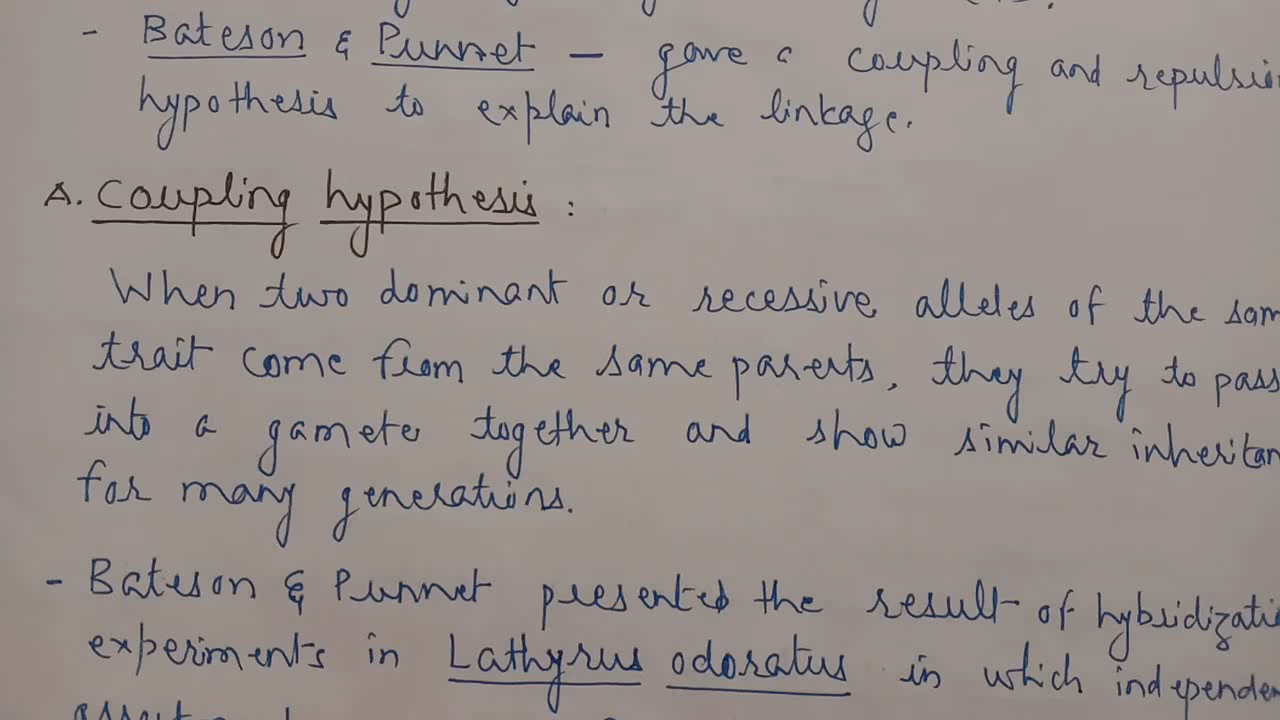 - Bateson & Punnet - gave a coupling and repulsion
hypothesis to explain the linkage.
A. Coupling hypothesis :
When two dominant or recessive alleles of the sam
trait come from the same parents, they try to pass
into a gamete together and show similar inheritan
for many generations.
- Bateson & Punnet presented the result of hybridizati
experiments in Lathyrus odoratus in which independen